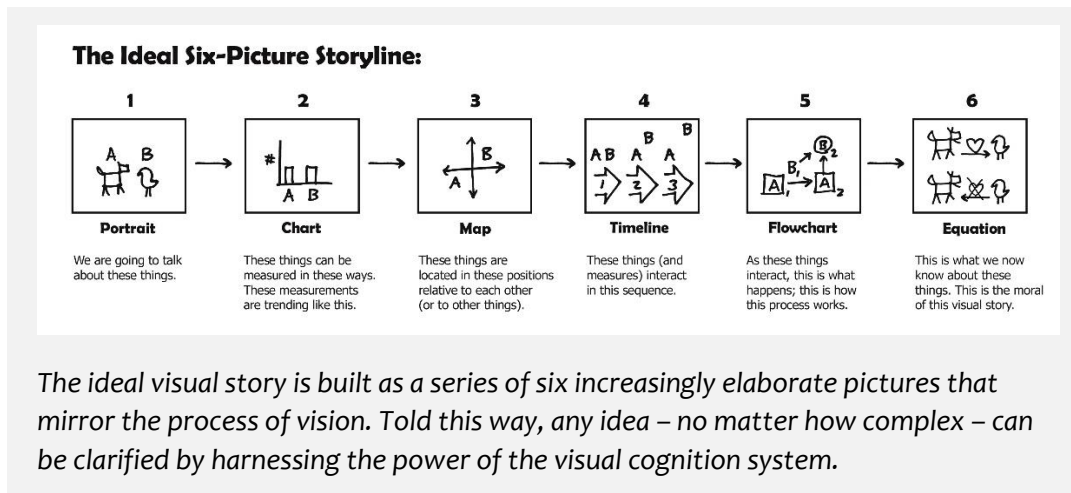 The Ideal Six-Picture Storyline:
1
A B
Portrait
We are going to talk
about these things.
2
#
A B
Chart
These things can be
measured in these ways.
These measurements
are trending like this.
3
B
A
Map
These things are
located in these positions
relative to each other
(or to other things).
4
B
B
A B A A
1 2 3
Timeline
These things (and
measures) interact
in this sequence.
5
B2
B1
A1 A2
Flowchart
As these things
interact, this is what
happens; this is how
this process works.
6
Equation
This is what we now
know about these
things. This is the moral
of this visual story.
The ideal visual story is built as a series of six increasingly elaborate pictures that
mirror the process of vision. Told this way, any idea – no matter how complex – can
be clarified by harnessing the power of the visual cognition system.